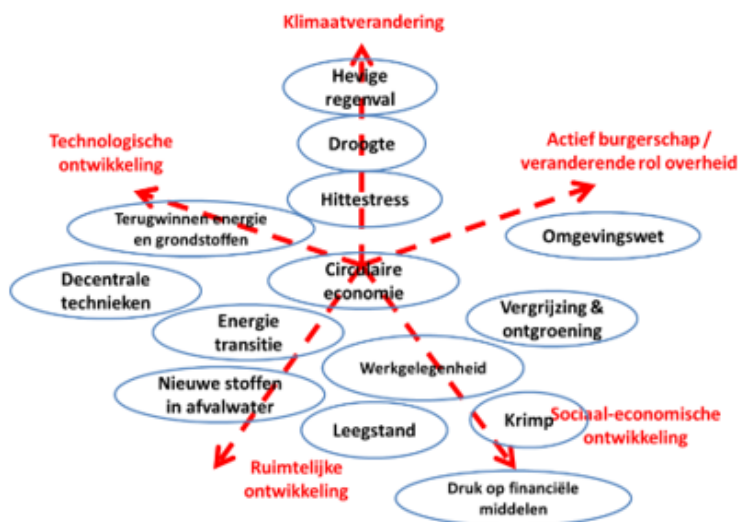 Klimaatverandering
Hevige
regenval
Technologische
ontwikkeling
Droogte
Actief burgerschap /
veranderende rol overheid
Hittestress
Terugwinnen energie
en grondstoffen
Omgevingswet
Decentrale
technieken
Circulaire
economie
Energie
transitie
Vergrijzing &
ontgroening
Werkgelegenheid
Nieuwe stoffen
in afvalwater
Leegstand
Krimp
Sociaal-economische
ontwikkeling
Ruimtelijke
ontwikkeling
Druk op financiële
middelen